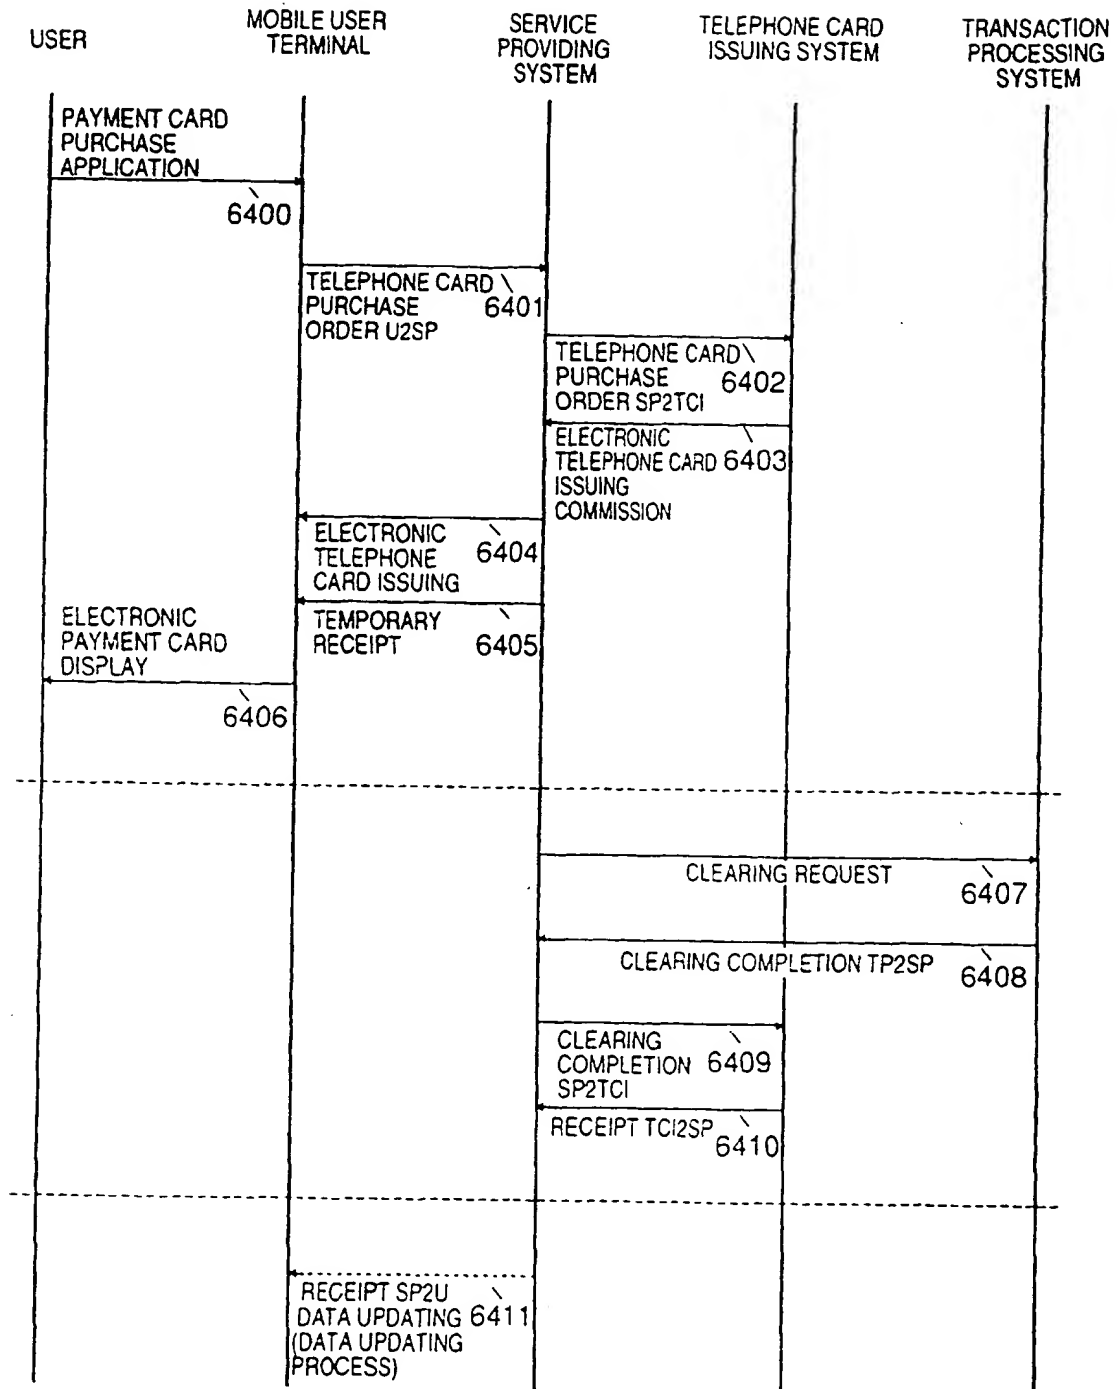 USER
MOBILE USER
TERMINAL
SERVICE
PROVIDING
SYSTEM
TELEPHONE CARD
ISSUING SYSTEM
TRANSACTION
PROCESSING
SYSTEM
PAYMENT CARD
PURCHASE
APPLICATION
6400
TELEPHONE CARD
PURCHASE
ORDER U2SP
6401
TELEPHONE CARD
PURCHASE
ORDER SP2TCI
6402
ELECTRONIC
TELEPHONE CARD
ISSUING
COMMISSION
6403
ELECTRONIC
TELEPHONE
CARD ISSUING
6404
TEMPORARY
RECEIPT
6405
ELECTRONIC
PAYMENT CARD
DISPLAY
6406
CLEARING REQUEST
6407
CLEARING COMPLETION TP2SP
6408
CLEARING
COMPLETION
SP2TCI
6409
RECEIPT TCI2SP
6410
RECEIPT SP2U
DATA UPDATING
(DATA UPDATING
PROCESS)
6411